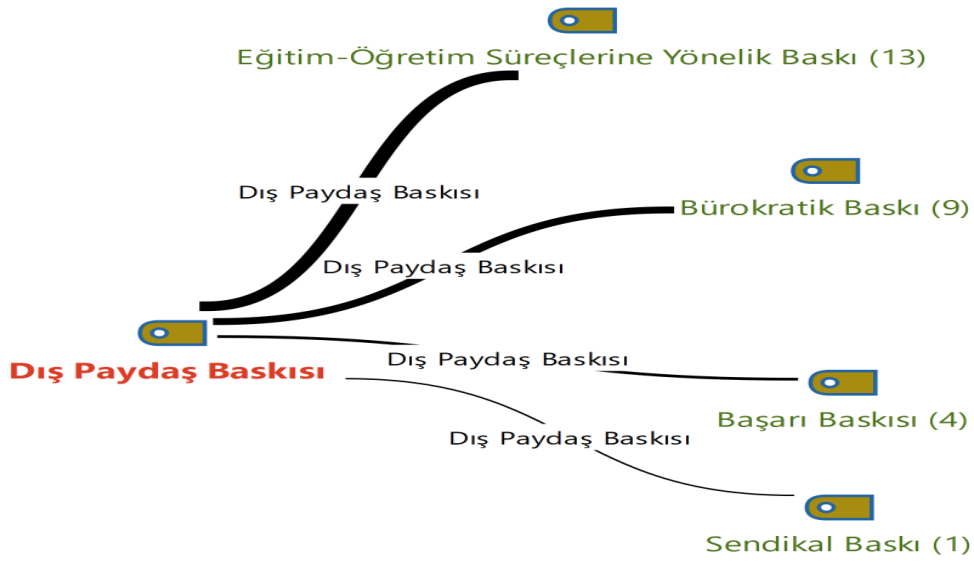 Eğitim-Öğretim Süreçlerine Yönelik Baskı (13)
Dış Paydaş Baskısı
Bürokratik Baskı (9)
Dış Paydaş Baskısı
Dış Paydaş Baskısı
Dış Paydaş Baskısı
Başarı Baskısı (4)
Dış Paydaş Baskısı
Sendikal Baskı (1)